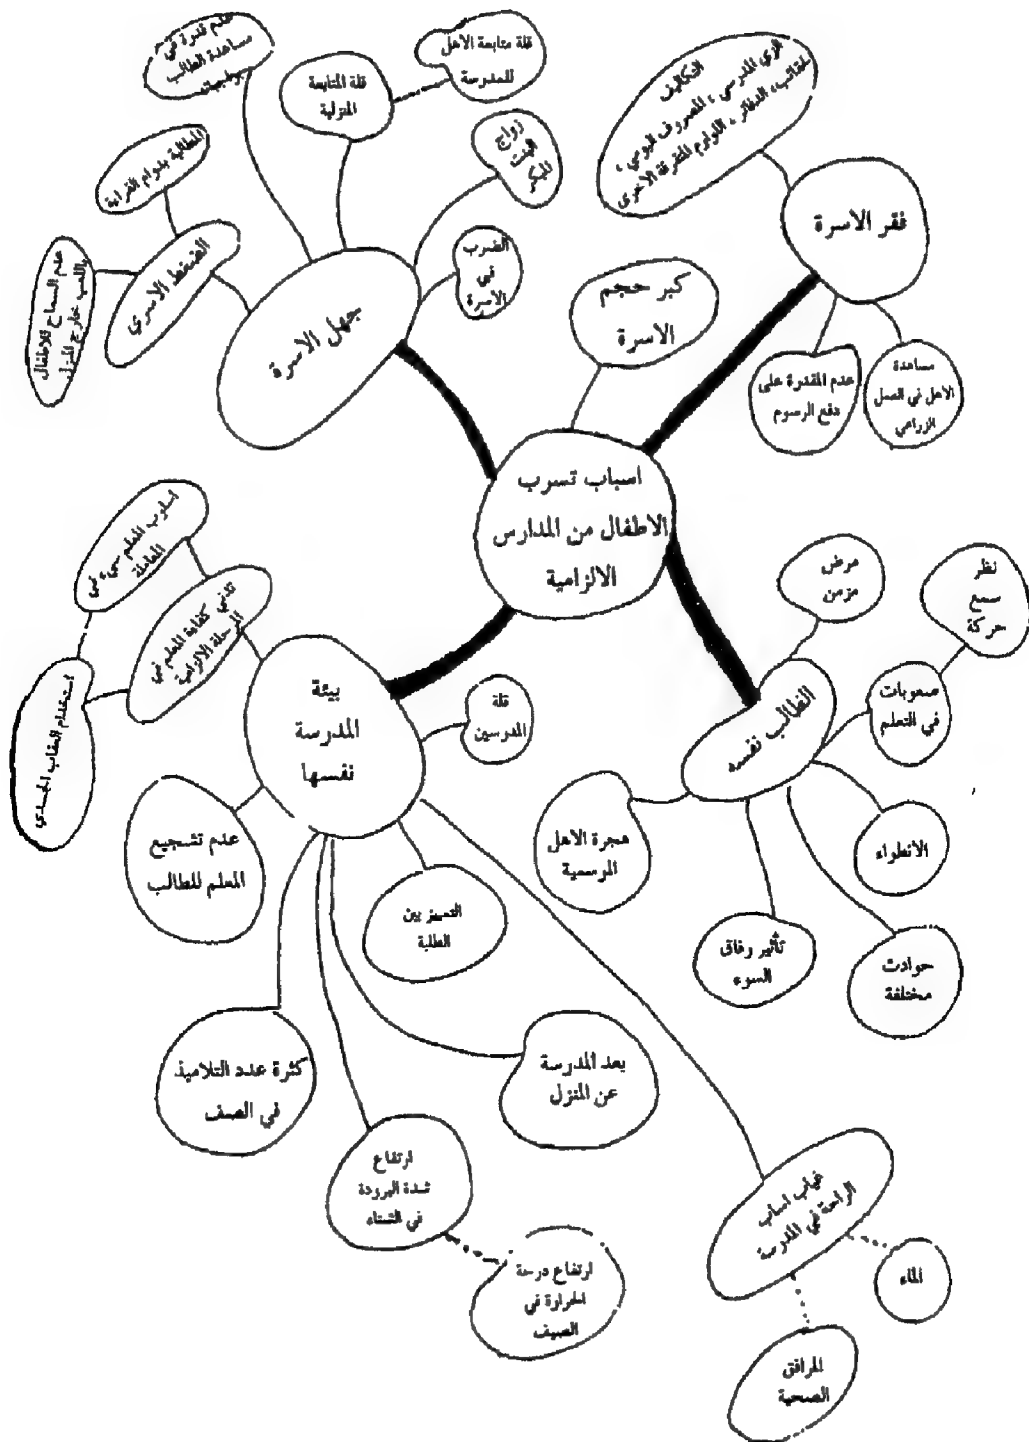 اسباب تسرب
الاطفال من المدارس
الالزامية
فقر الاسرة
التكاليف
الزي المدرسي ، المصروف اليومي ،
الدفاتر ، اللوازم المتفرقة الاخرى
عدم المقدرة على
دفع الرسوم
مساعدة
الاهل في العمل
الزراعي
كبر حجم
الاسرة
جهل الاسرة
الضرب
في
الاسرة
زواج
البنت
المبكر
قلة المتابعة
المنزلية
قلة متابعة الاهل
للمدرسة
عدم قدرة في
مساعدة الطالب
الضغط الاسري
المطالبة بدوام القراءة
عدم السماح للاطفال
باللعب خارج المنزل
الطالب نفسه
مرض
مزمن
صعوبات
في التعلم
نظر
سمع
حركة
الانطواء
حوادث
مختلفة
تأثير رفاق
السوء
هجرة الاهل
الموسمية
بيئة
المدرسة
نفسها
قلة
المدرسين
تدني كفاءة المعلم في
المرحلة الالزامية
اسلوب المعلم سيء في
المعاملة
استخدام العقاب الجسدي
عدم تشجيع
المعلم للطالب
التمييز بين
الطلبة
كثرة عدد التلاميذ
في الصف
ارتفاع
شدة البرودة
في الشتاء
ارتفاع درجة
الحرارة في
الصيف
بعد المدرسة
عن المنزل
غياب اسباب
الراحة في المدرسة
الماء
المرافق
الصحية